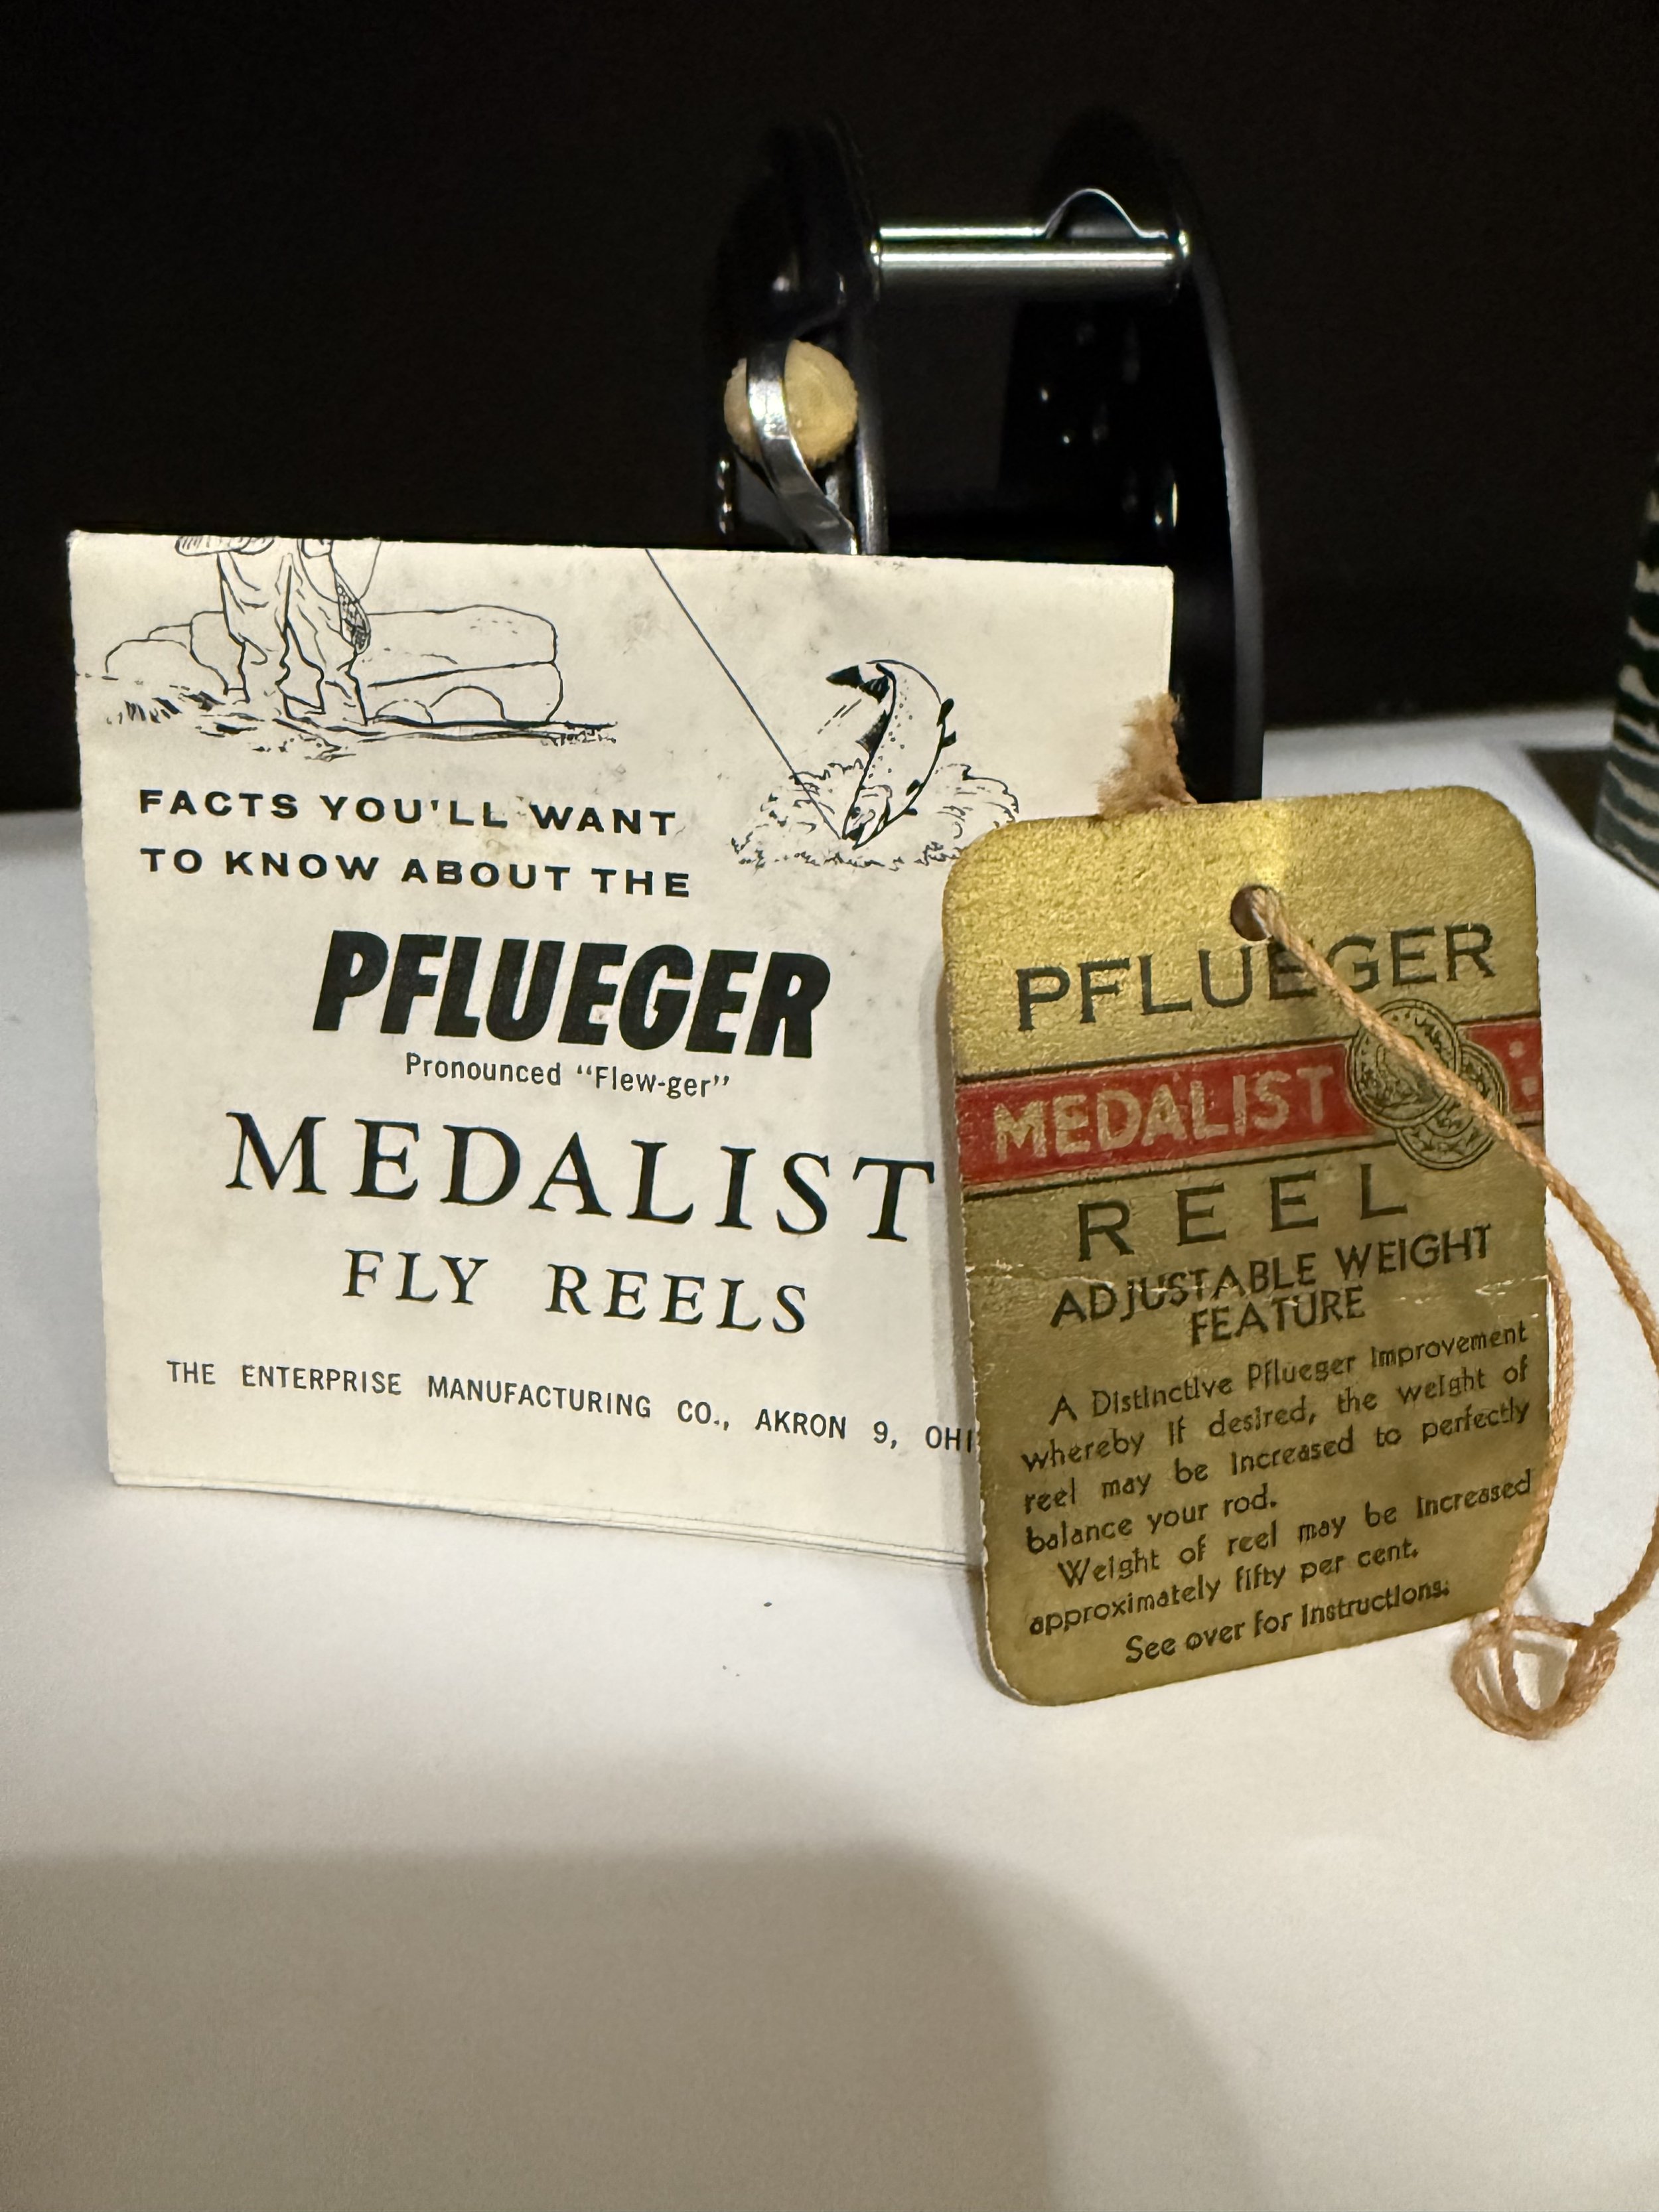 FACTS YOU'LL WANT
TO KNOW ABOUT THE
PFLUEGER
Pronounced “Flew-ger”
MEDALIST
FLY REELS
THE ENTERPRISE MANUFACTURING CO., AKRON 9, OHI
PFLUEGER
MEDALIST
REEL
ADJUSTABLE WEIGHT
FEATURE
A Distinctive Pflueger Improvement
whereby if desired, the weight of
reel may be increased to perfectly
balance your rod.
Weight of reel may be increased
approximately fifty per cent.
See over for Instructions.